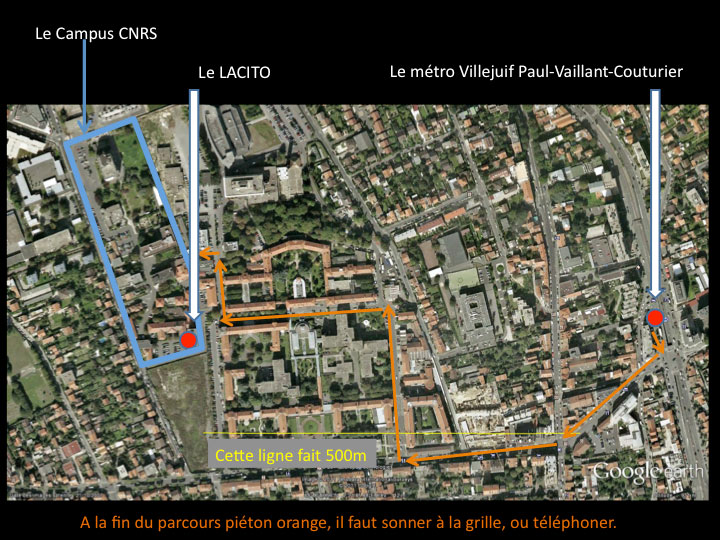 Le Campus CNRS
Le LACITO
Le métro Villejuif Paul-Vaillant-Couturier
Cette ligne fait 500m
Google earth
A la fin du parcours piéton orange, il faut sonner à la grille, ou téléphoner.